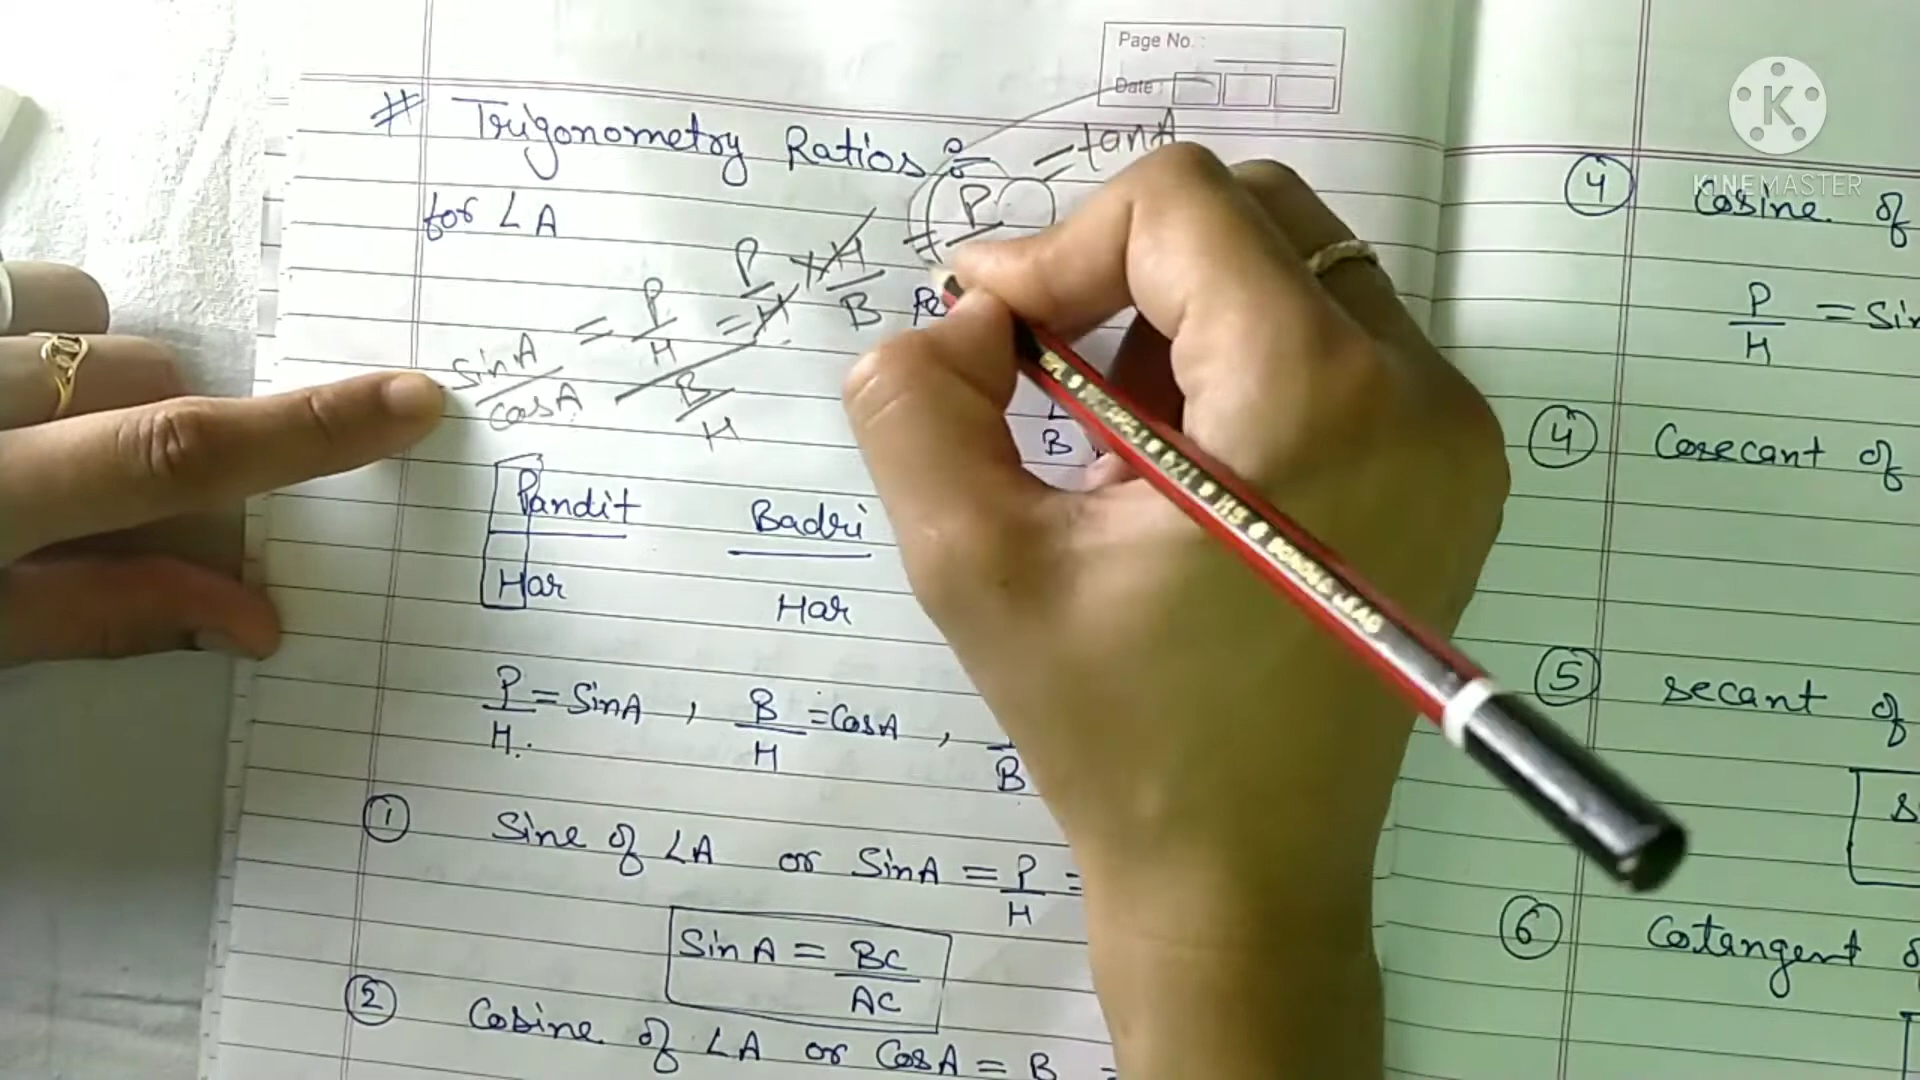 Page No. :
Date :
# Trigonometry Ratios :
= tanA
for ∠A
sinA / cosA = P/H / B/H = P/H × H/B = P
B
Pandit Badri
Har Har
P/H = SinA , B/H = CosA , B
① Sine of ∠A or SinA = P/H =
SinA = BC/AC
② Cosine of ∠A or CosA = B =
④ Cosine of
P/H = Sin
④ Cosecant of
⑤ secant of
⑥ Cotangent
K
KINEMASTER